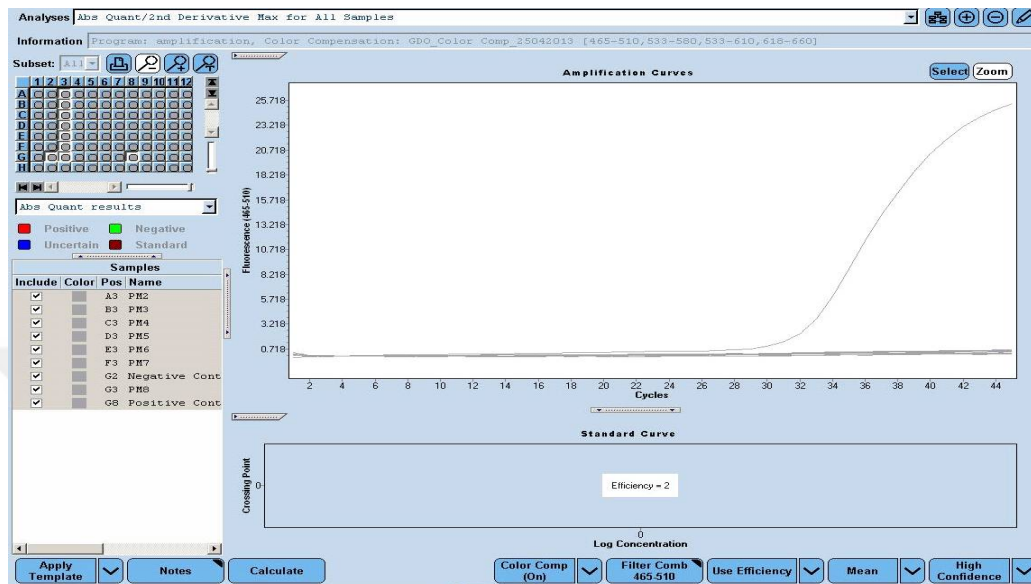 Analyses Abs Quant/2nd Derivative Max for All Samples
Information Program: amplification, Color Compensation: GDO_Color Comp_25042013 [465-510,533-580,533-610,618-660]
Subset: All
1 2 3 4 5 6 7 8 9 10 11 12
A
B
C
D
E
F
G
H
Abs Quant results
Positive Negative
Uncertain Standard
Samples
Include Color Pos Name
A3 PM2
B3 PM3
C3 PM4
D3 PM5
E3 PM6
F3 PM7
G2 Negative Cont
G3 PM8
G8 Positive Cont
Amplification Curves
Select Zoom
Fluorescence (465-510)
25.718
23.218
20.718
18.218
15.718
13.218
10.718
8.218
5.718
3.218
0.718
2 4 6 8 10 12 14 16 18 20 22 24 26 28 30 32 34 36 38 40 42 44
Cycles
Standard Curve
Crossing Point
0
Efficiency = 2
0
Log Concentration
Apply Template Notes Calculate Color Comp (On) Filter Comb 465-510 Use Efficiency Mean High Confidence